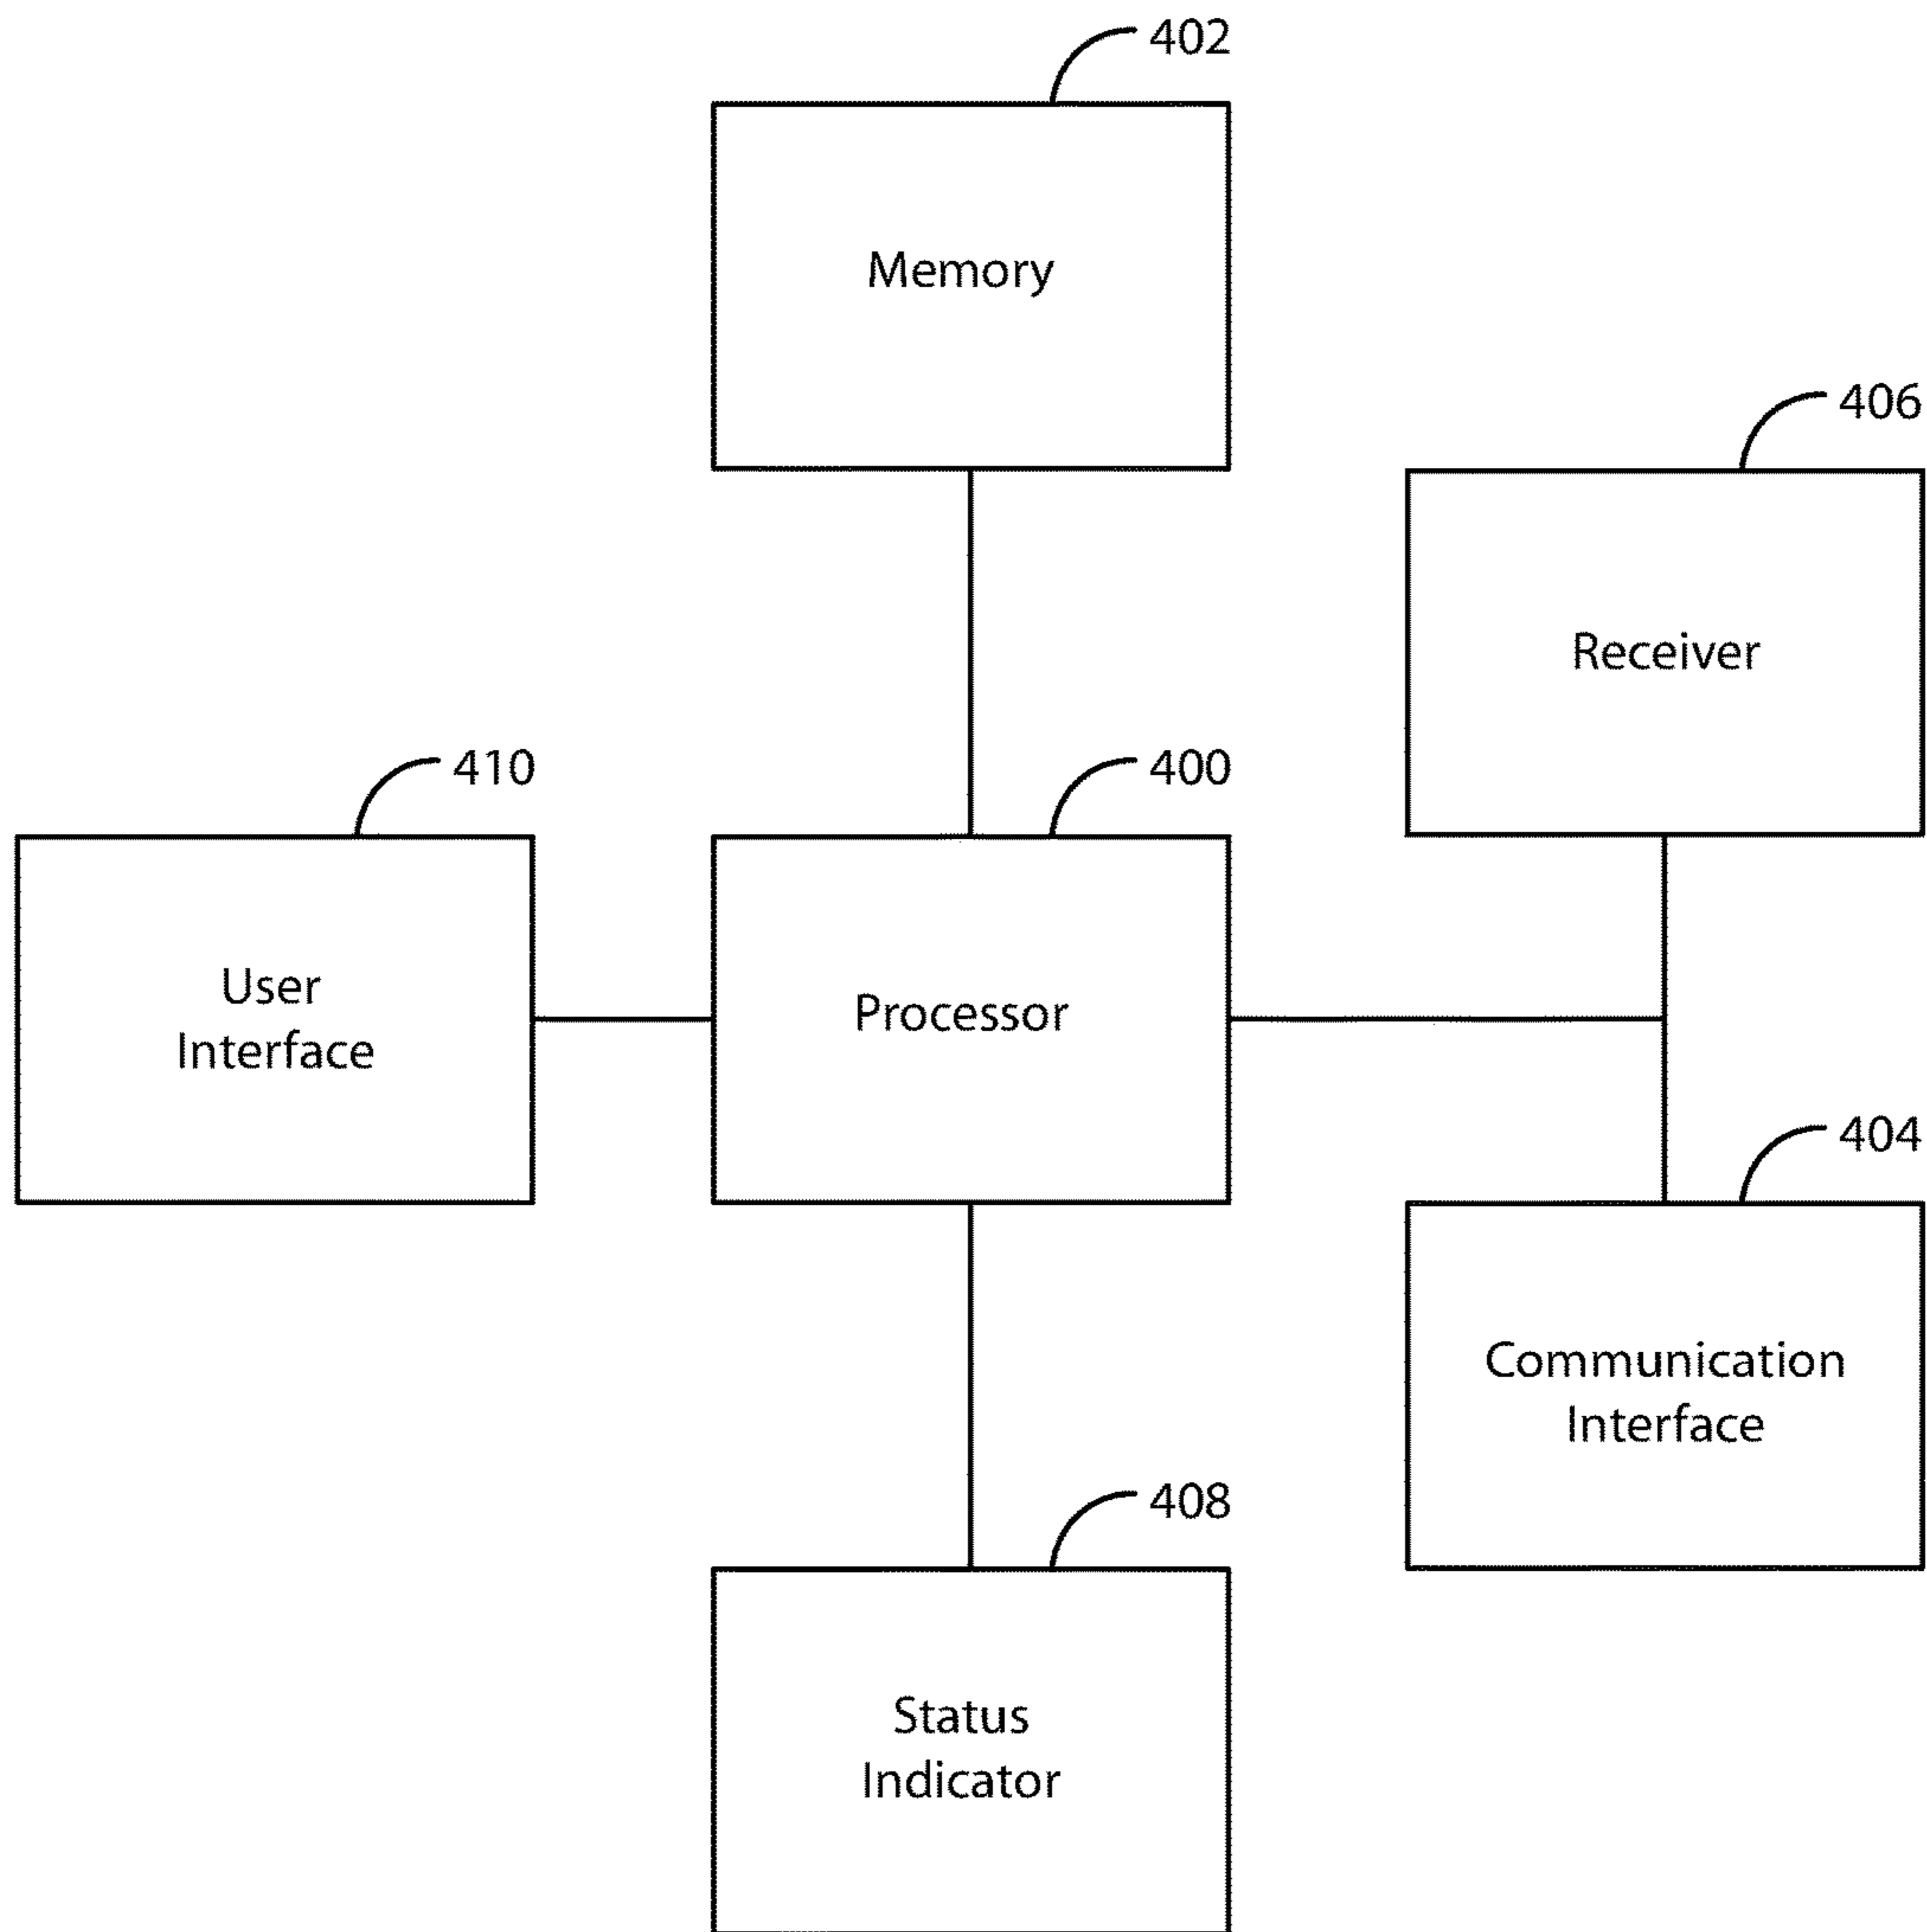 402
Memory
406
Receiver
410
User
Interface
400
Processor
404
Communication
Interface
408
Status
Indicator